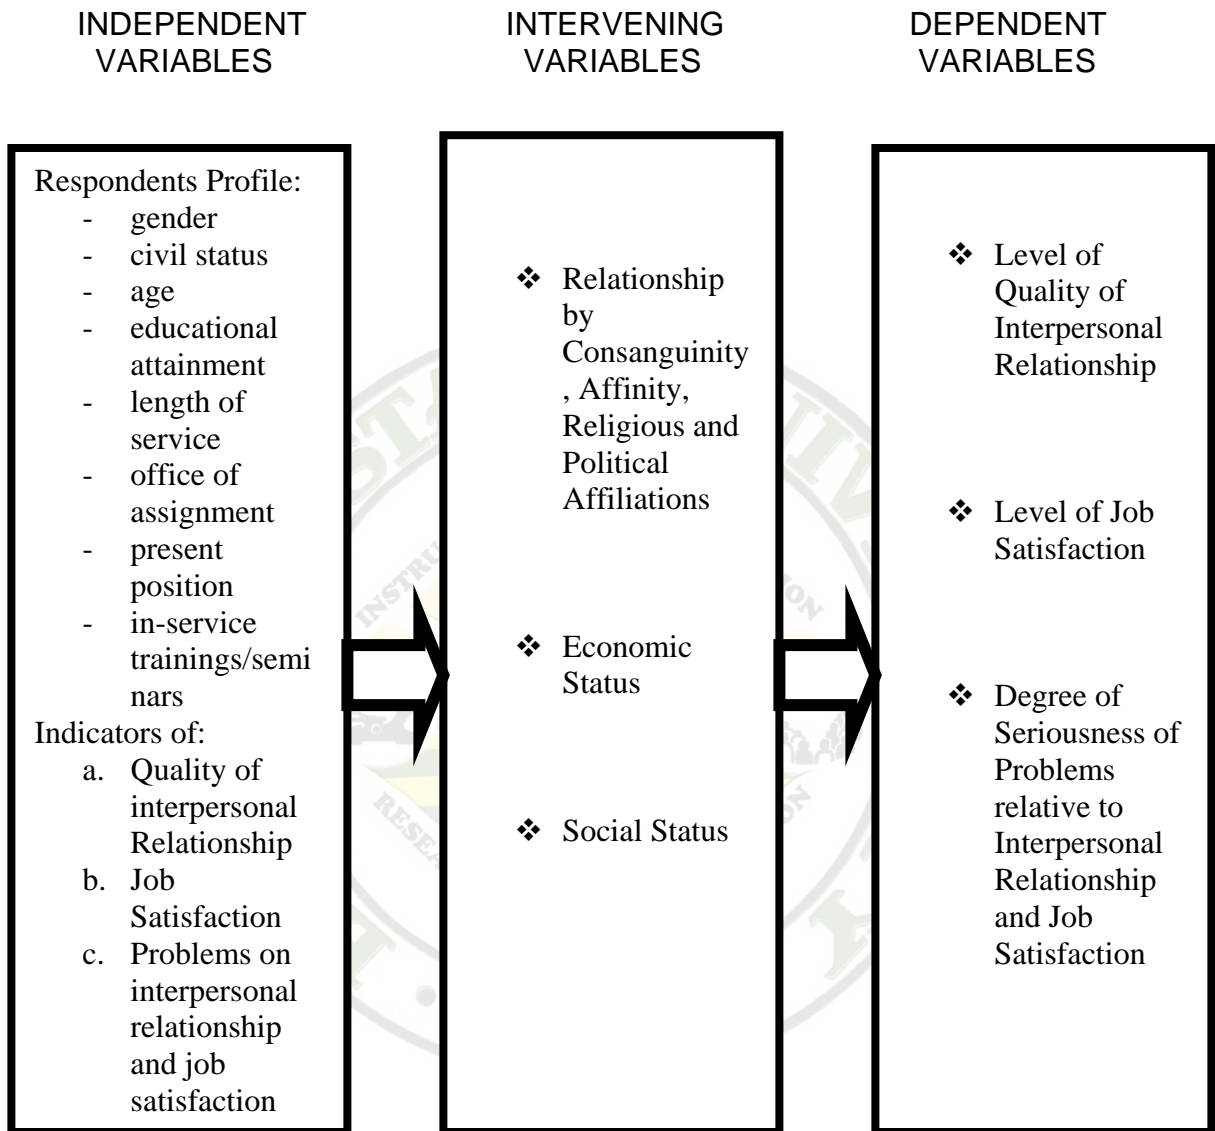 INDEPENDENT
VARIABLES
INTERVENING
VARIABLES
DEPENDENT
VARIABLES
Respondents Profile:
- gender
- civil status
- age
- educational
attainment
- length of
service
- office of
assignment
- present
position
- in-service
trainings/semi
nars
Indicators of:
a. Quality of
interpersonal
Relationship
b. Job
Satisfaction
c. Problems on
interpersonal
relationship
and job
satisfaction
❖ Relationship
by
Consanguinity
, Affinity,
Religious and
Political
Affiliations
❖ Economic
Status
❖ Social Status
❖ Level of
Quality of
Interpersonal
Relationship
❖ Level of Job
Satisfaction
❖ Degree of
Seriousness of
Problems
relative to
Interpersonal
Relationship
and Job
Satisfaction